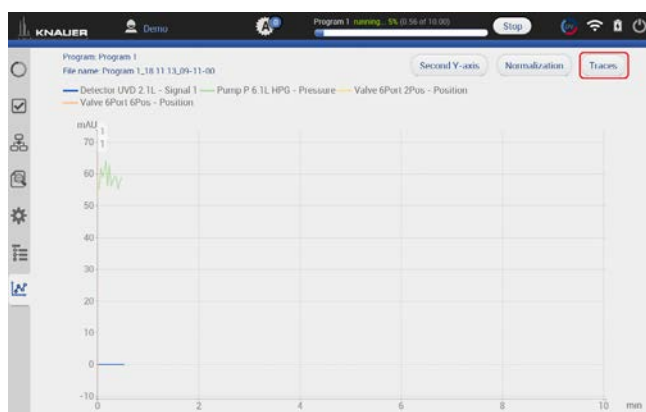 KNAUER
Demo
A
Program 1 running... 5% (0.56 of 10.00)
Stop
UV
Program: Program 1
File name: Program 1_18 11 13_09-11-00
Second Y-axis
Normalization
Traces
Detector UVD 2.1L - Signal 1
Pump P 6.1L HPG - Pressure
Valve 6Port 2Pos - Position
Valve 6Port 6Pos - Position
mAU
1
1
70
60
50
40
30
20
10
0
-10
0
2
4
6
8
10
min